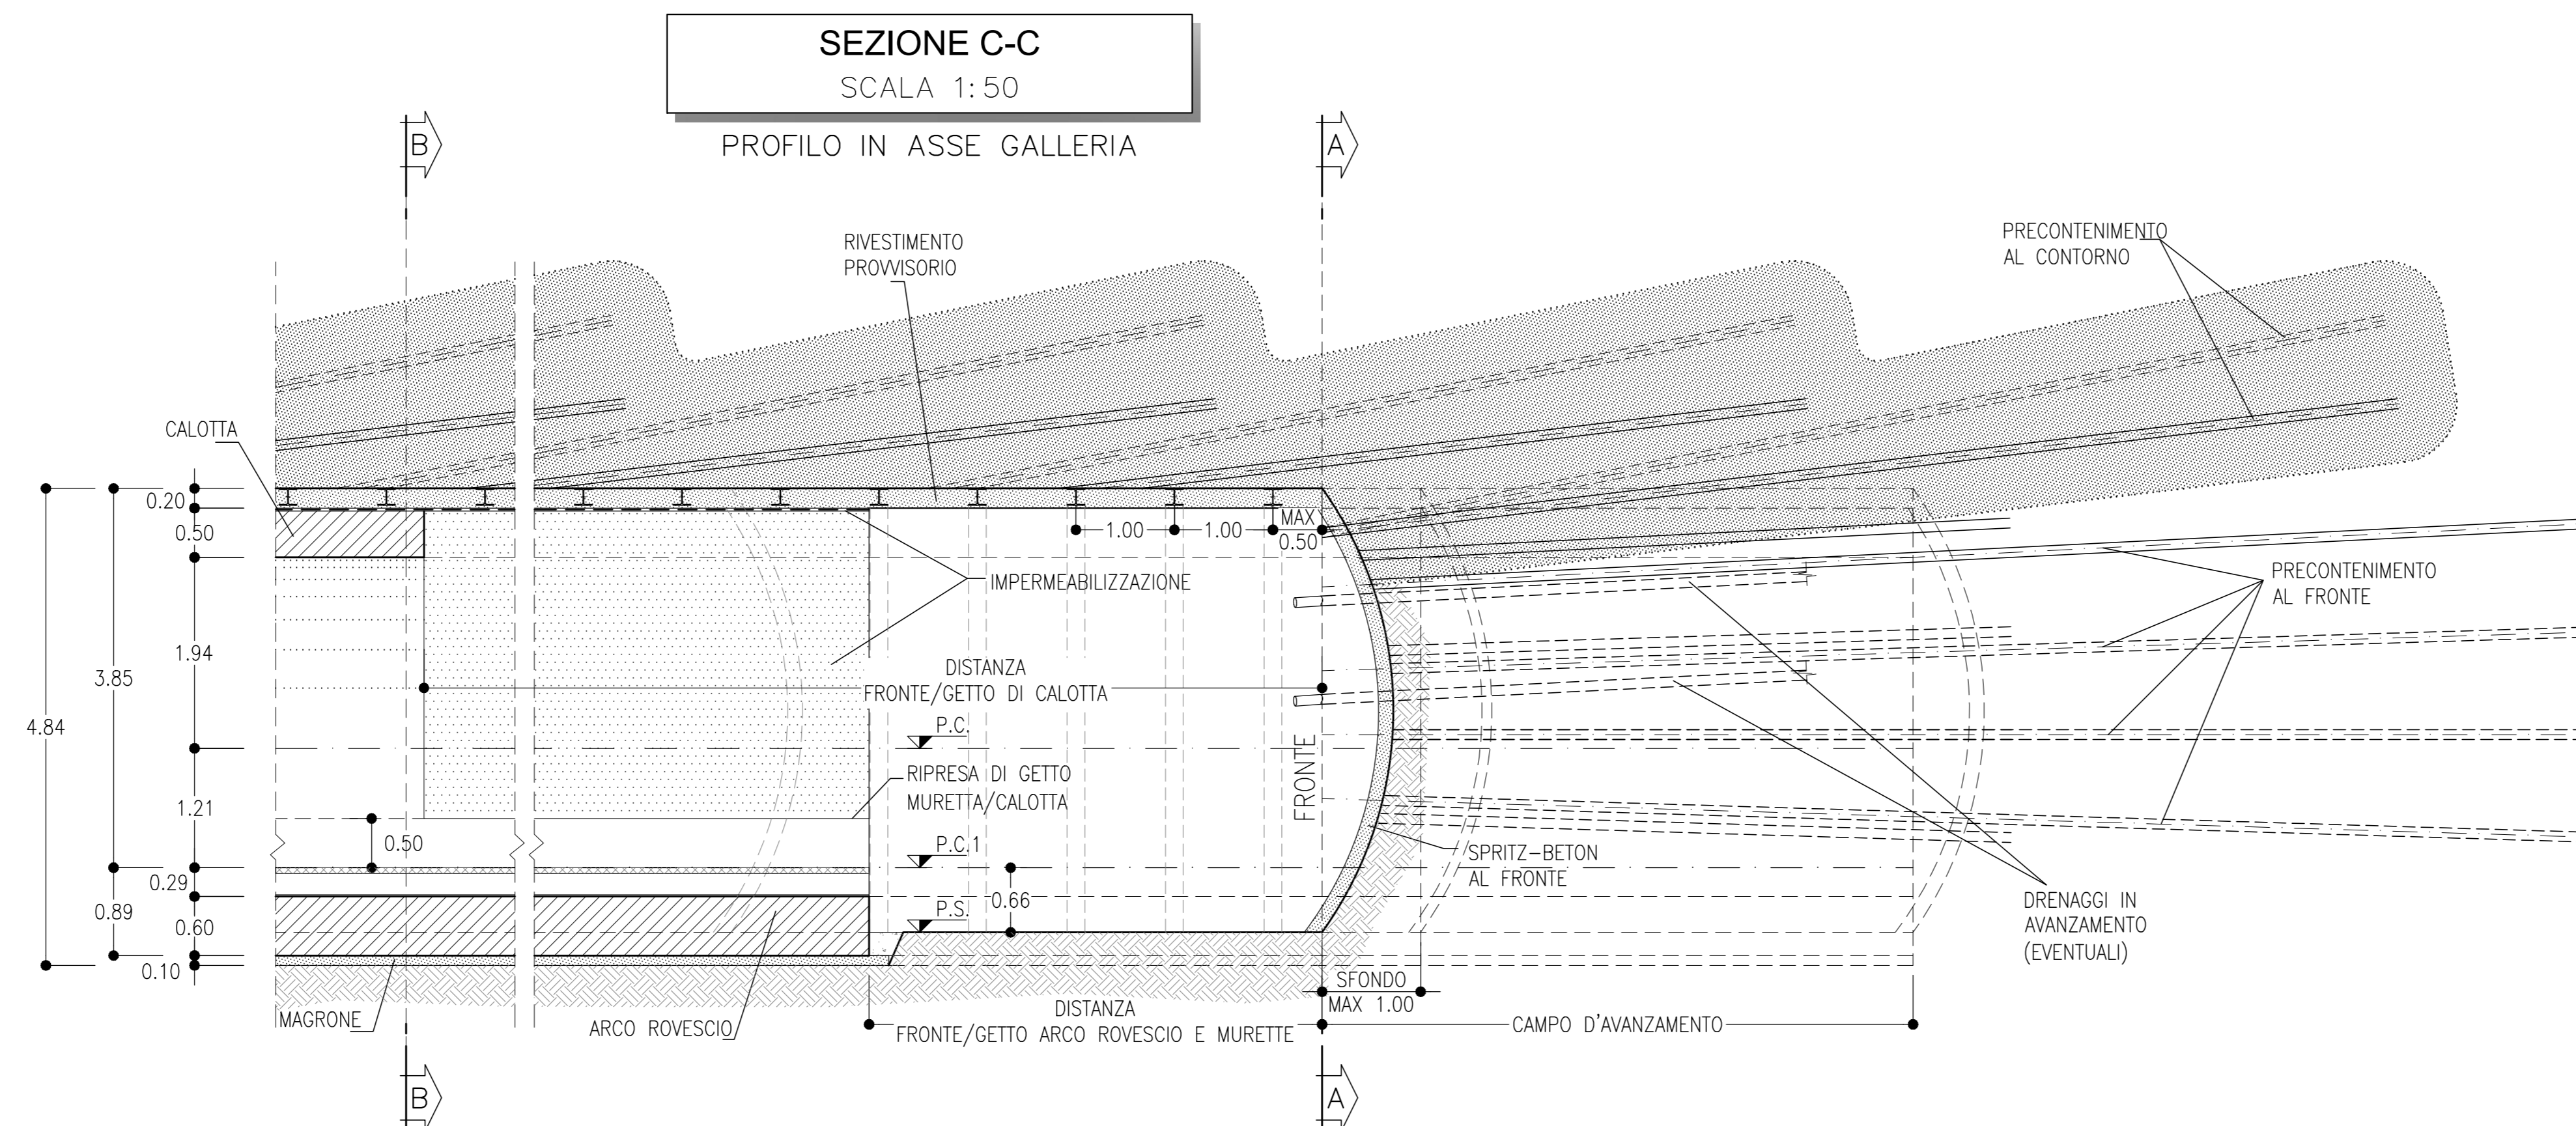 SEZIONE C-C
SCALA 1:50
PROFILO IN ASSE GALLERIA
B
A
RIVESTIMENTO
PROVVISORIO
PRECONTENIMENTO
AL CONTORNO
CALOTTA
0.20
0.50
1.00
1.00
MAX
0.50
IMPERMEABILIZZAZIONE
PRECONTENIMENTO
AL FRONTE
1.94
3.85
4.84
DISTANZA
FRONTE/GETTO DI CALOTTA
P.C.
FRONTE
RIPRESA DI GETTO
MURETTA/CALOTTA
1.21
0.50
P.C.1
SPRITZ-BETON
AL FRONTE
0.29
0.89
0.60
0.10
P.S.
0.66
DRENAGGI IN
AVANZAMENTO
(EVENTUALI)
SFONDO
MAX 1.00
MAGRONE
ARCO ROVESCIO
DISTANZA
FRONTE/GETTO ARCO ROVESCIO E MURETTE
CAMPO D'AVANZAMENTO
B
A